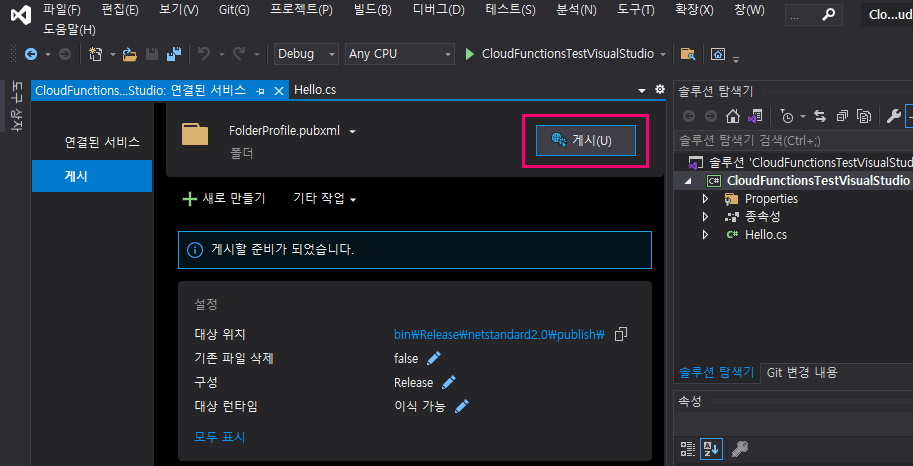 파일(F) 편집(E) 보기(V) Git(G) 프로젝트(P) 빌드(B) 디버그(D) 테스트(S) 분석(N) 도구(T) 확장(X) 창(W) ... Clo...ud
도움말(H)
Debug Any CPU CloudFunctionsTestVisualStudio
도구 상자
CloudFunctions...Studio: 연결된 서비스 Hello.cs
연결된 서비스
게시
FolderProfile.pubxml
폴더
게시(U)
새로 만들기 기타 작업
게시할 준비가 되었습니다.
설정
대상 위치 bin₩Release₩netstandard2.0₩publish₩
기존 파일 삭제 false
구성 Release
대상 런타임 이식 가능
모두 표시
솔루션 탐색기
솔루션 탐색기 검색(Ctrl+;)
솔루션 'CloudFunctionsTestVisualStudio
C# CloudFunctionsTestVisualStudio
Properties
종속성
C# Hello.cs
솔루션 탐색기 Git 변경 내용
속성